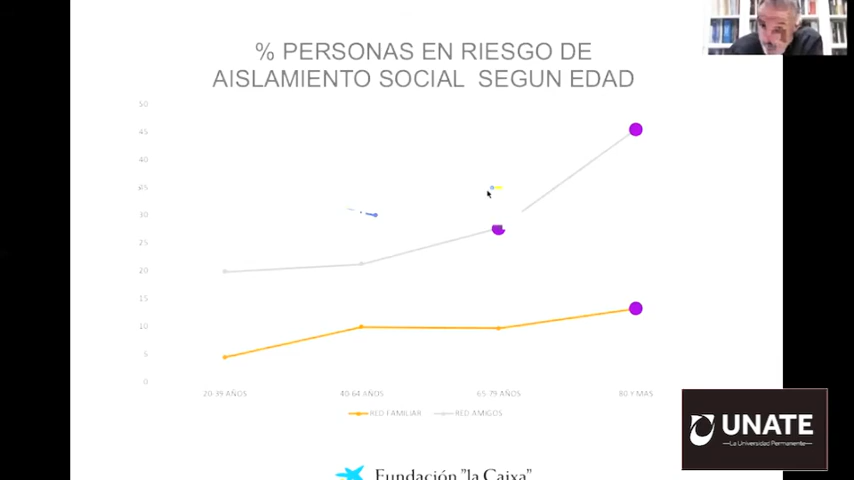 % PERSONAS EN RIESGO DE
AISLAMIENTO SOCIAL SEGUN EDAD
50
45
40
35
30
25
20
15
10
5
0
20-39 AÑOS
40-64 AÑOS
65-79 AÑOS
80 Y MAS
RED FAMILIAR
RED AMIGOS
UNATE
La Universidad Permanente
Fundación "la Caixa"